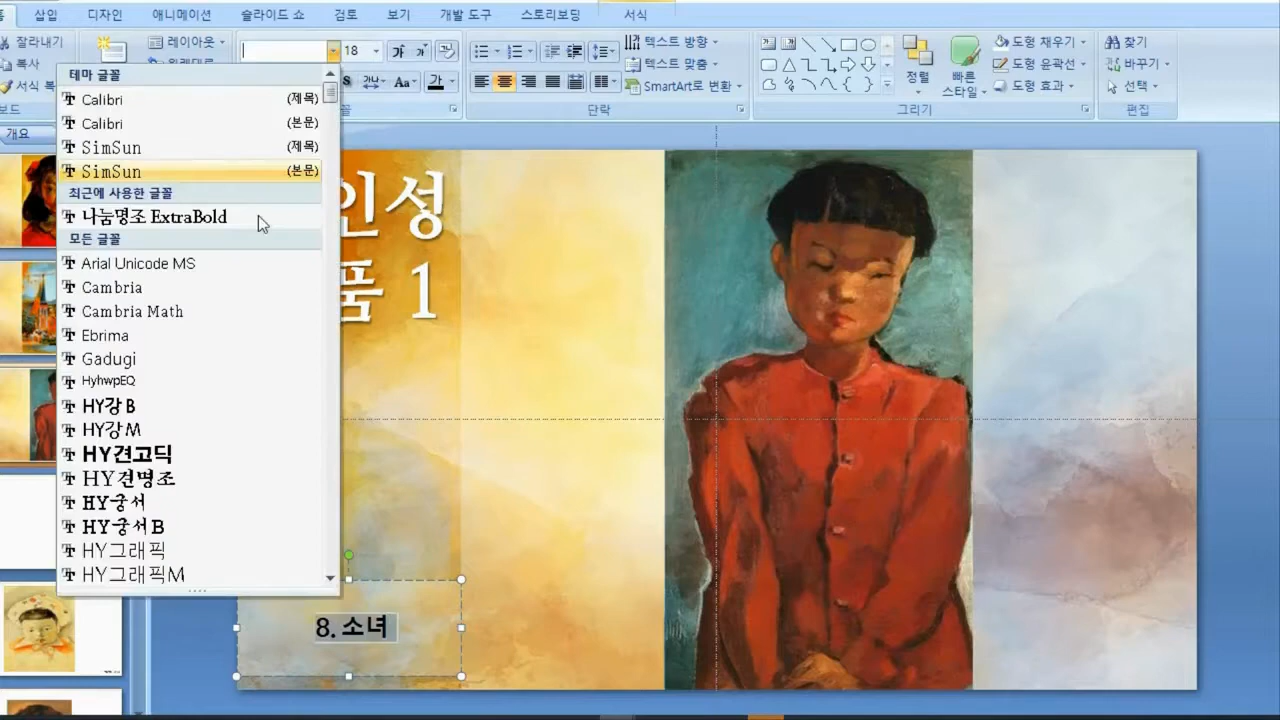 삽입 디자인 애니메이션 슬라이드 쇼 검토 보기 개발 도구 스토리보딩 서식
잘라내기
복사
서식 복
레이아웃
18
가
Aa
가
텍스트 방향
텍스트 맞춤
SmartArt로 변환
단락
정렬
빠른
스타일
도형 채우기
도형 윤곽선
도형 효과
그리기
찾기
바꾸기
선택
편집
개요
테마 글꼴
Calibri (제목)
Calibri (본문)
SimSun (제목)
SimSun (본문)
최근에 사용한 글꼴
나눔명조 ExtraBold
모든 글꼴
Arial Unicode MS
Cambria
Cambria Math
Ebrima
Gadugi
HyhwpEQ
HY강B
HY강M
HY견고딕
HY견명조
HY궁서
HY궁서B
HY그래픽
HY그래픽M
인성
품 1
8. 소녀